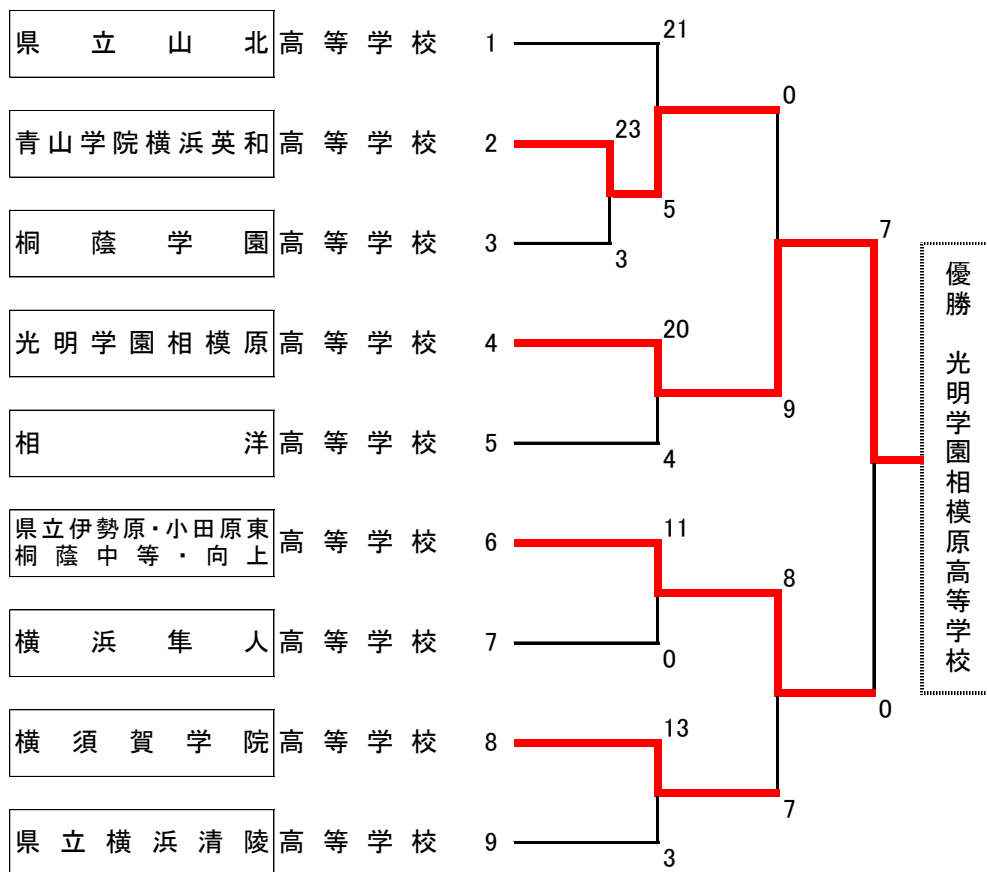 県立山北高等学校 1
21
0
青山学院横浜英和高等学校 2
23
5
桐蔭学園高等学校 3
3
7
光明学園相模原高等学校 4
20
9
相洋高等学校 5
4
県立伊勢原・小田原東
桐蔭中等・向上
高等学校 6
11
8
横浜隼人高等学校 7
0
0
横須賀学院高等学校 8
13
7
県立横浜清陵高等学校 9
3
優勝 光明学園相模原高等学校